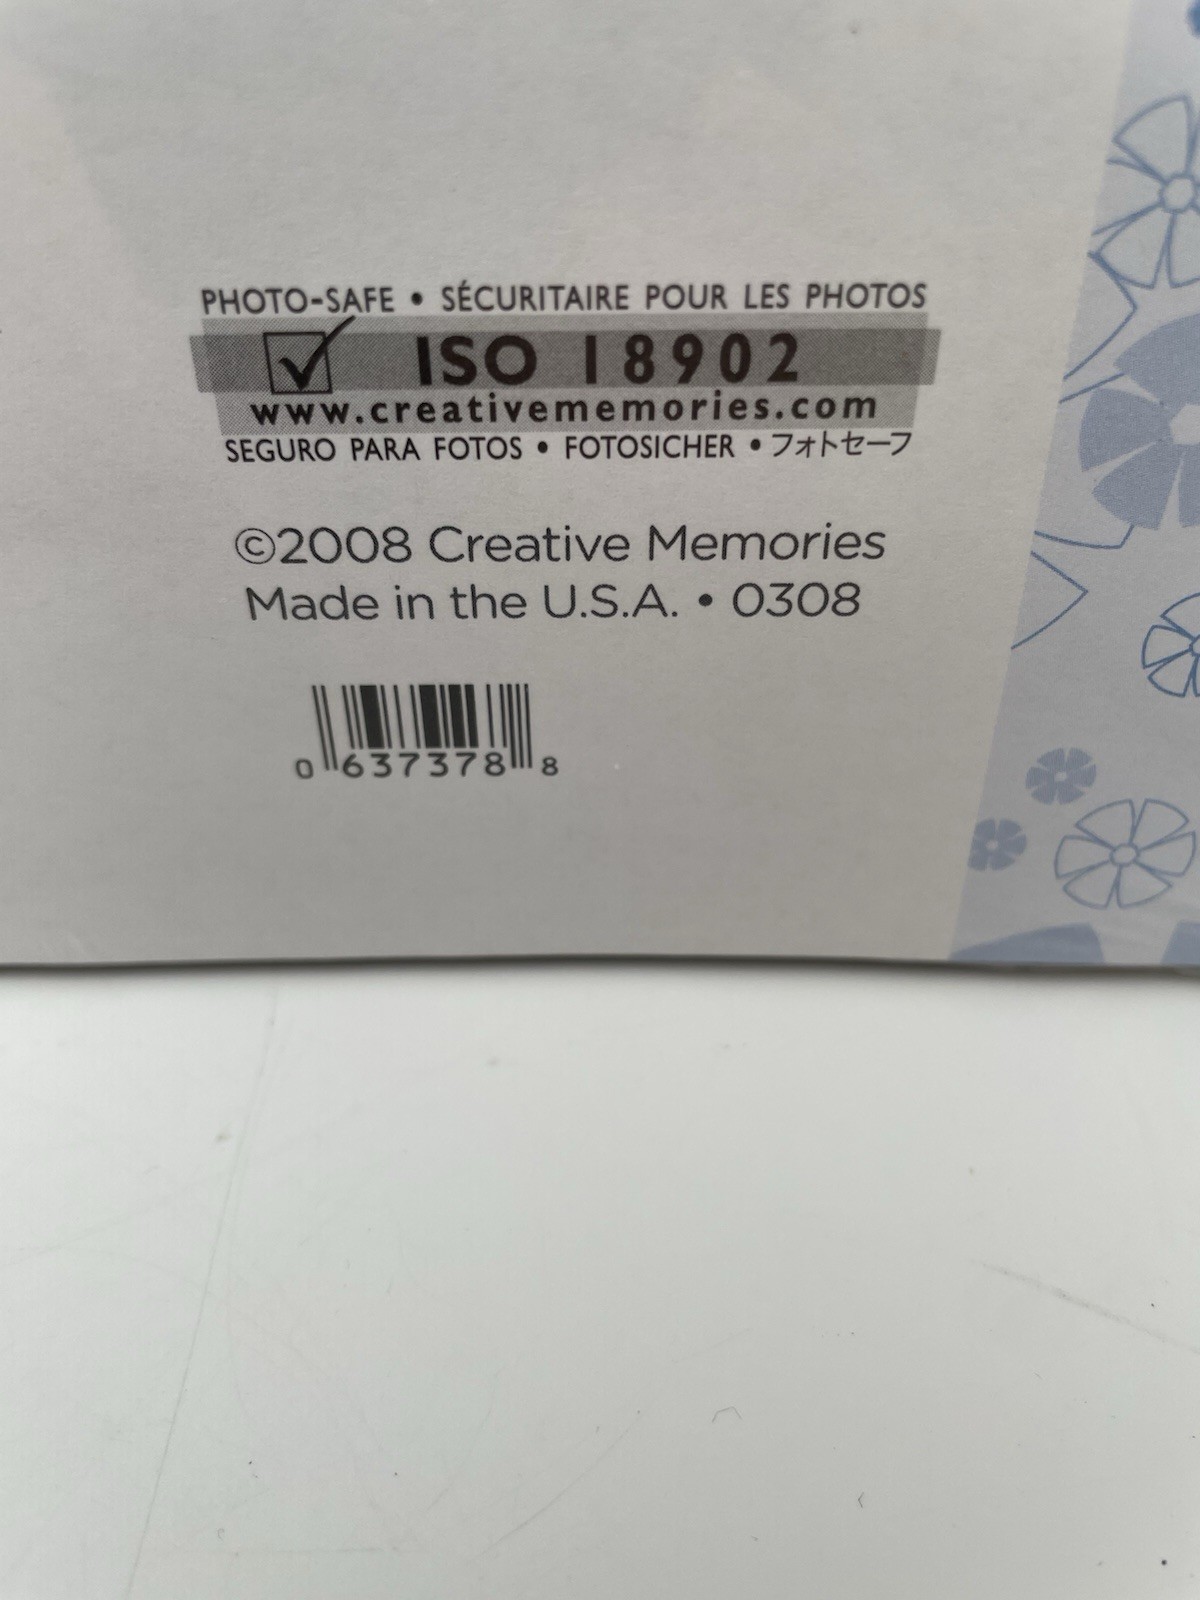 PHOTO-SAFE • SÉCURITAIRE POUR LES PHOTOS
ISO 18902
www.creativememories.com
SEGURO PARA FOTOS • FOTOSICHER • フォトセーフ
©2008 Creative Memories
Made in the U.S.A. • 0308
0 637378 8